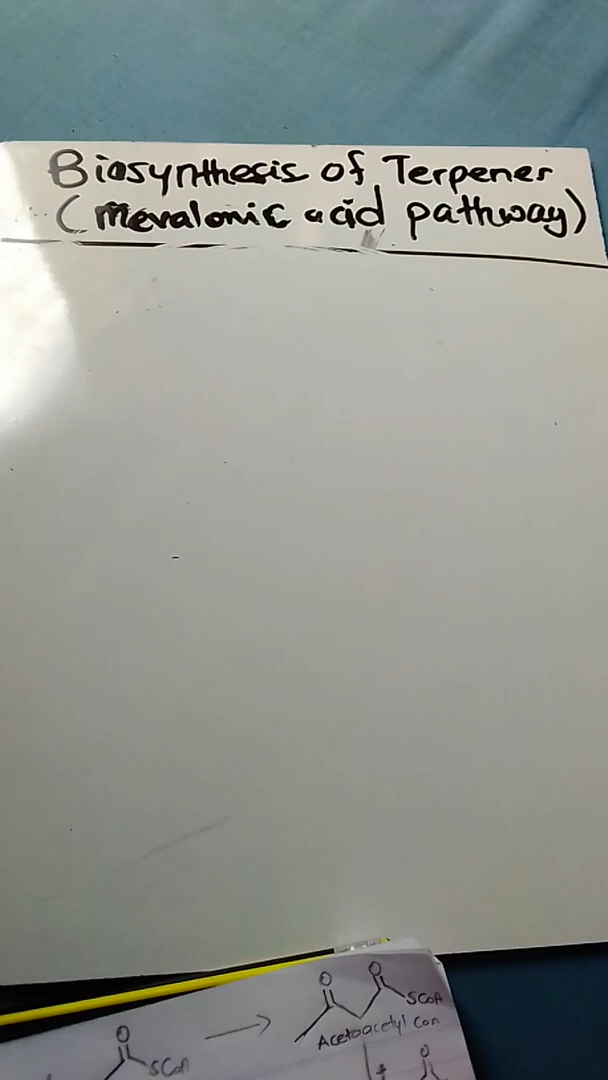 Biosynthesis of Terpenes
(Mevalonic acid pathway)
O O
SCoA
Acetoacetyl CoA
O
SCoA
+
O